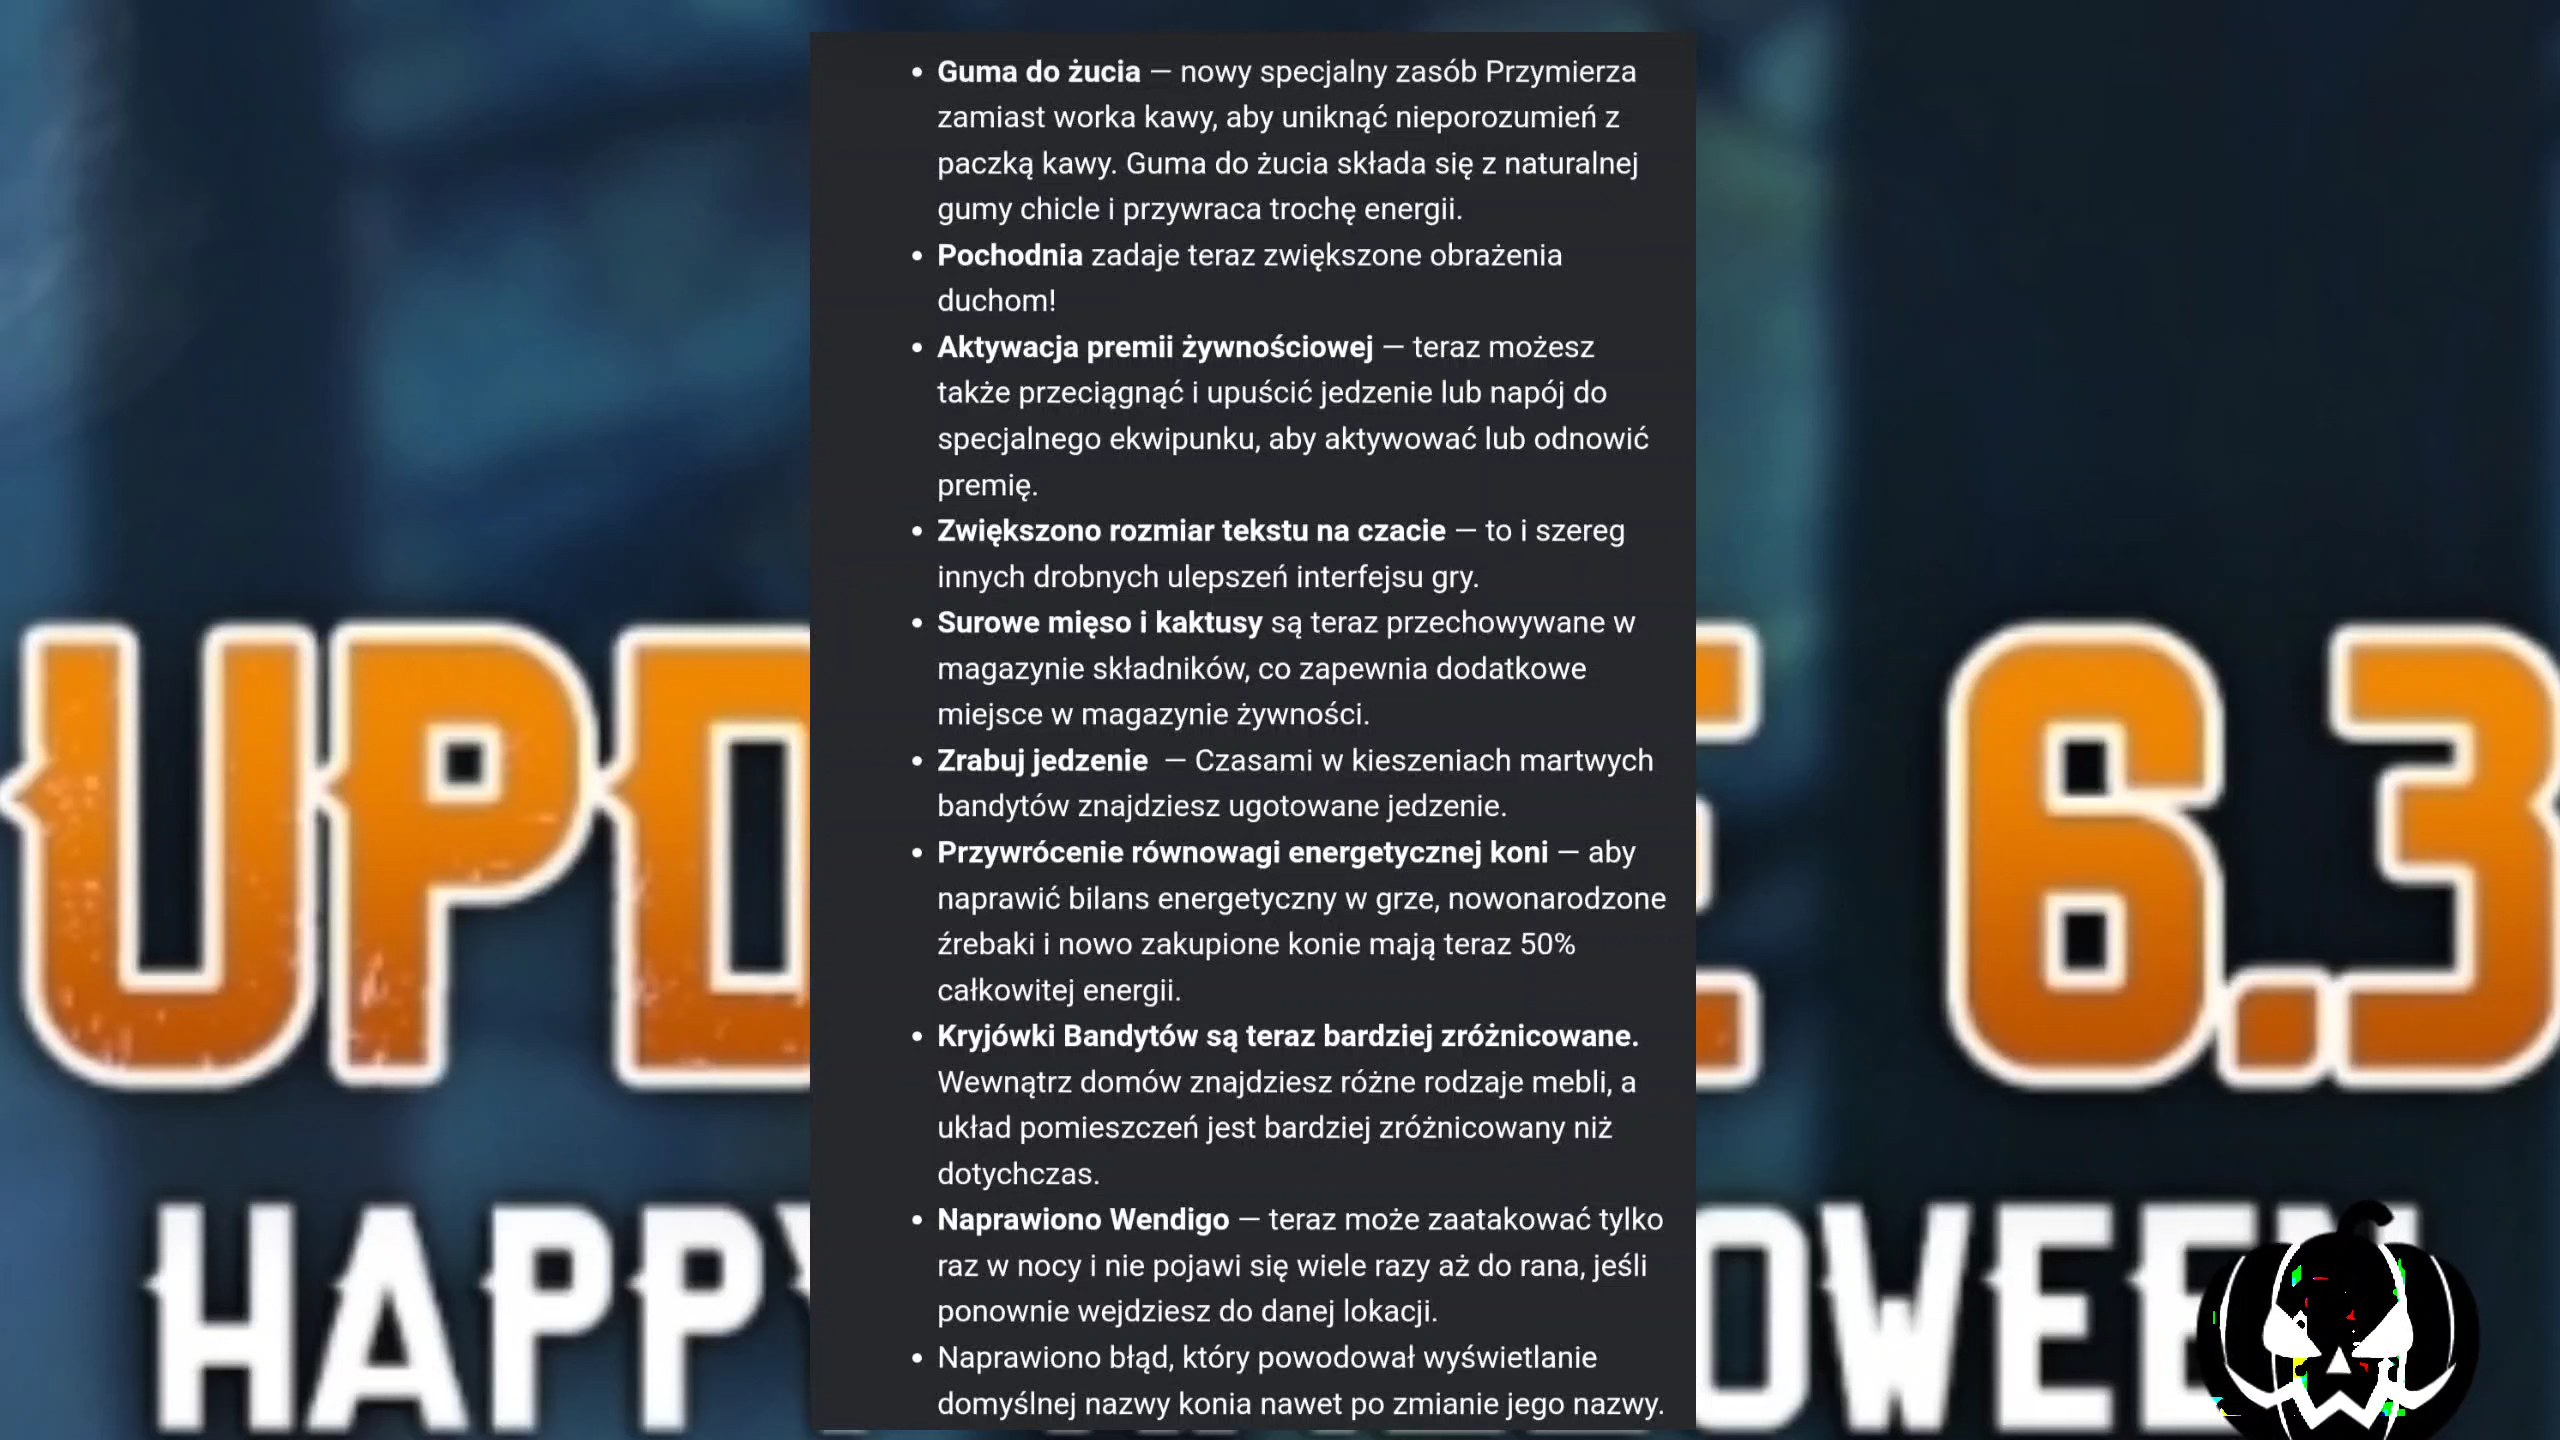 • Guma do żucia — nowy specjalny zasób Przymierza
zamiast worka kawy, aby uniknąć nieporozumień z
paczką kawy. Guma do żucia składa się z naturalnej
gumy chicle i przywraca trochę energii.
• Pochodnia zadaje teraz zwiększone obrażenia
duchom!
• Aktywacja premii żywnościowej — teraz możesz
także przeciągnąć i upuścić jedzenie lub napój do
specjalnego ekwipunku, aby aktywować lub odnowić
premię.
• Zwiększono rozmiar tekstu na czacie — to i szereg
innych drobnych ulepszeń interfejsu gry.
• Surowe mięso i kaktusy są teraz przechowywane w
magazynie składników, co zapewnia dodatkowe
miejsce w magazynie żywności.
• Zrabuj jedzenie — Czasami w kieszeniach martwych
bandytów znajdziesz ugotowane jedzenie.
• Przywrócenie równowagi energetycznej koni — aby
naprawić bilans energetyczny w grze, nowonarodzone
źrebaki i nowo zakupione konie mają teraz 50%
całkowitej energii.
• Kryjówki Bandytów są teraz bardziej zróżnicowane.
Wewnątrz domów znajdziesz różne rodzaje mebli, a
układ pomieszczeń jest bardziej zróżnicowany niż
dotychczas.
• Naprawiono Wendigo — teraz może zaatakować tylko
raz w nocy i nie pojawi się wiele razy aż do rana, jeśli
ponownie wejdziesz do danej lokacji.
• Naprawiono błąd, który powodował wyświetlanie
domyślnej nazwy konia nawet po zmianie jego nazwy.
UPD E 6.3
HAPPY OWEEN